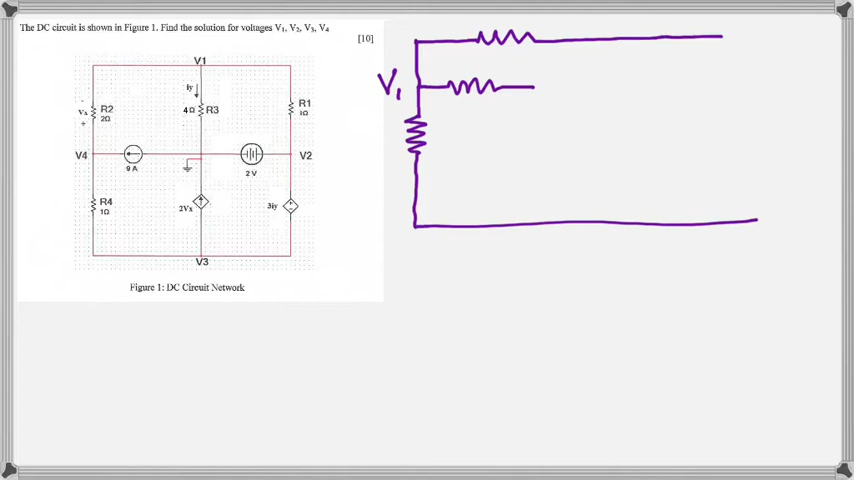 The DC circuit is shown in Figure 1. Find the solution for voltages V₁, V₂, V₃, V₄
[10]
V1
iy
4Ω R3
R1
1Ω
R2
2Ω
- Vx +
V4
9 A
2 V
V2
R4
1Ω
2Vx
3iy
V3
Figure 1: DC Circuit Network
V₁